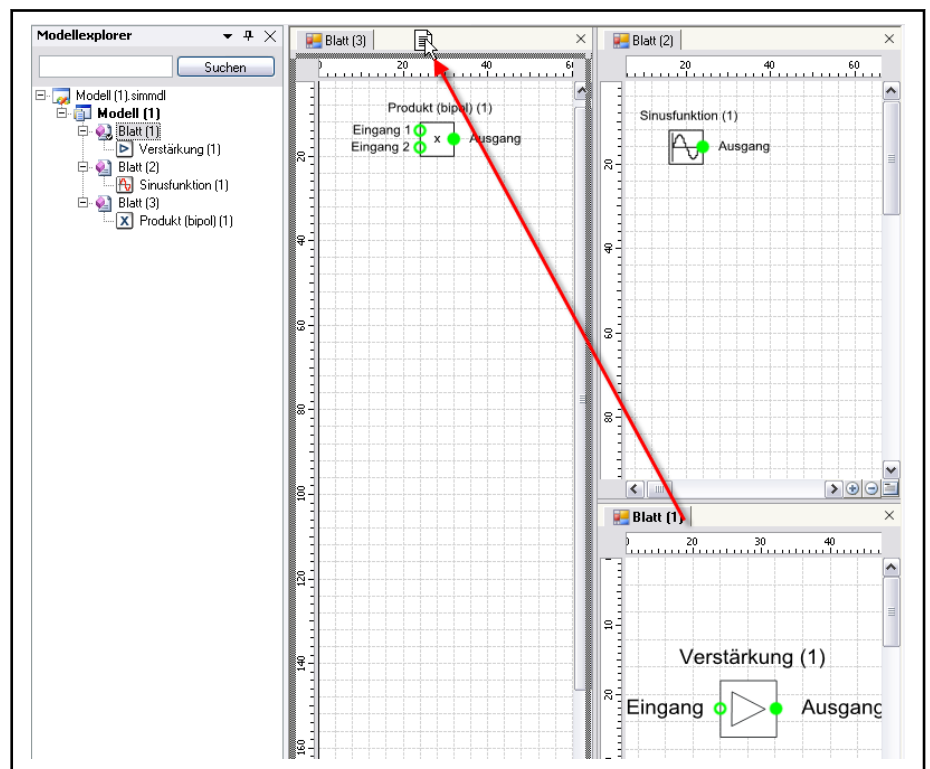 Modellexplorer
Suchen
Modell (1).simmdl
Modell (1)
Blatt (1)
Verstärkung (1)
Blatt (2)
Sinusfunktion (1)
Blatt (3)
Produkt (bipol) (1)
Blatt (3)
0 20 40 60
Produkt (bipol) (1)
Eingang 1
Eingang 2
x
Ausgang
20
40
60
80
100
120
140
160
Blatt (2)
20 40 60
Sinusfunktion (1)
Ausgang
20
40
60
80
Blatt (1)
20 30 40
10
Verstärkung (1)
20
Eingang
Ausgang